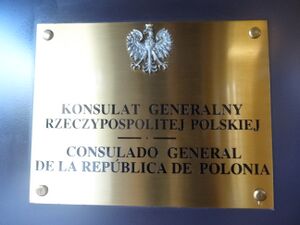 KONSULAT GENERALNY
RZECZYPOSPOLITEJ POLSKIEJ
CONSULADO GENERAL
DE LA REPÚBLICA DE POLONIA